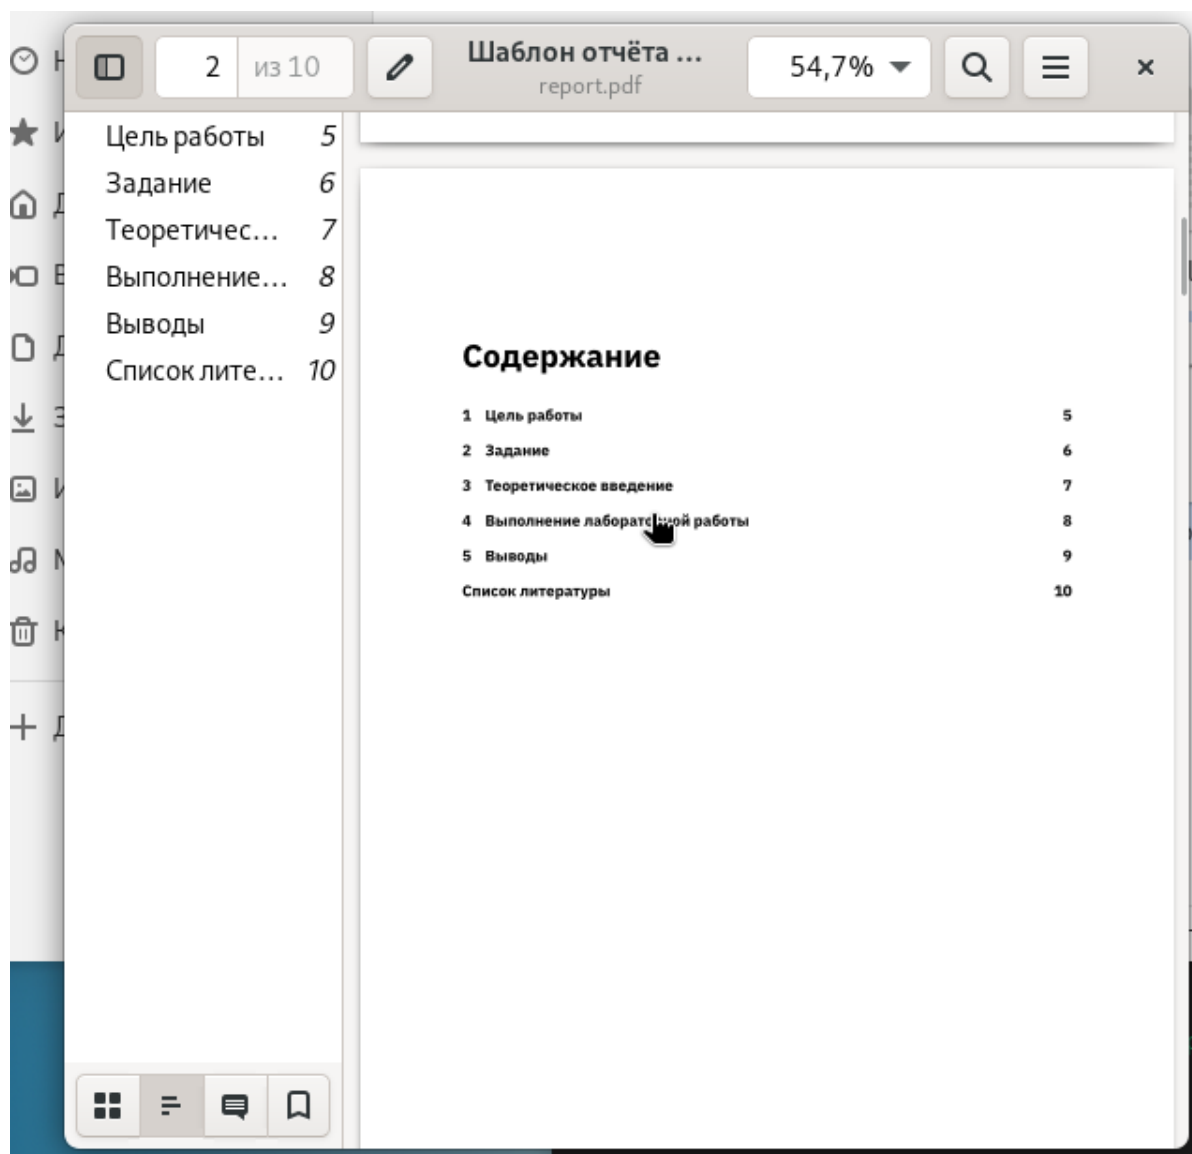 2 из 10
Шаблон отчёта ...
report.pdf
54,7%
Цель работы 5
Задание 6
Теоретичес... 7
Выполнение... 8
Выводы 9
Список лите... 10
Содержание
1 Цель работы 5
2 Задание 6
3 Теоретическое введение 7
4 Выполнение работы 8
5 Выводы 9
Список литературы 10